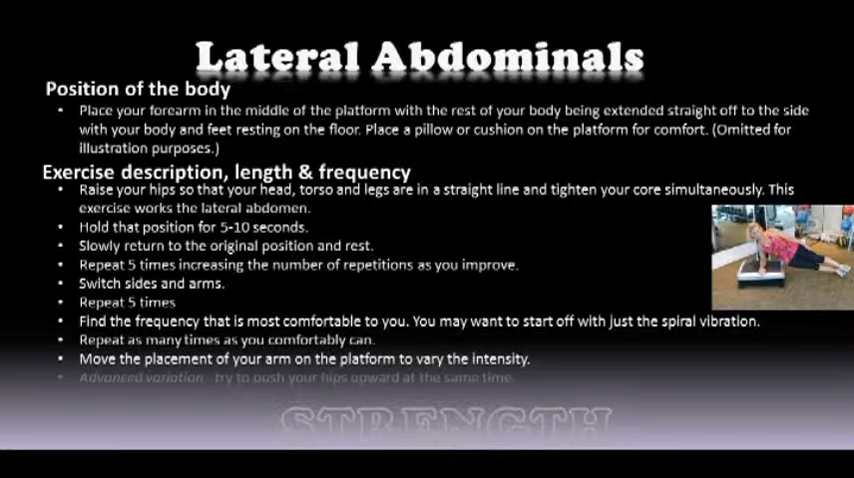 Lateral Abdominals
Position of the body
• Place your forearm in the middle of the platform with the rest of your body being extended straight off to the side
with your body and feet resting on the floor. Place a pillow or cushion on the platform for comfort. (Omitted for
illustration purposes.)
Exercise description, length & frequency
• Raise your hips so that your head, torso and legs are in a straight line and tighten your core simultaneously. This
exercise works the lateral abdomen.
• Hold that position for 5-10 seconds.
• Slowly return to the original position and rest.
• Repeat 5 times increasing the number of repetitions as you improve.
• Switch sides and arms.
• Repeat 5 times
• Find the frequency that is most comfortable to you. You may want to start off with just the spiral vibration.
• Repeat as many times as you comfortably can.
• Move the placement of your arm on the platform to vary the intensity.
• Advanced variation try to push your hips upward at the same time.
STRENGTH